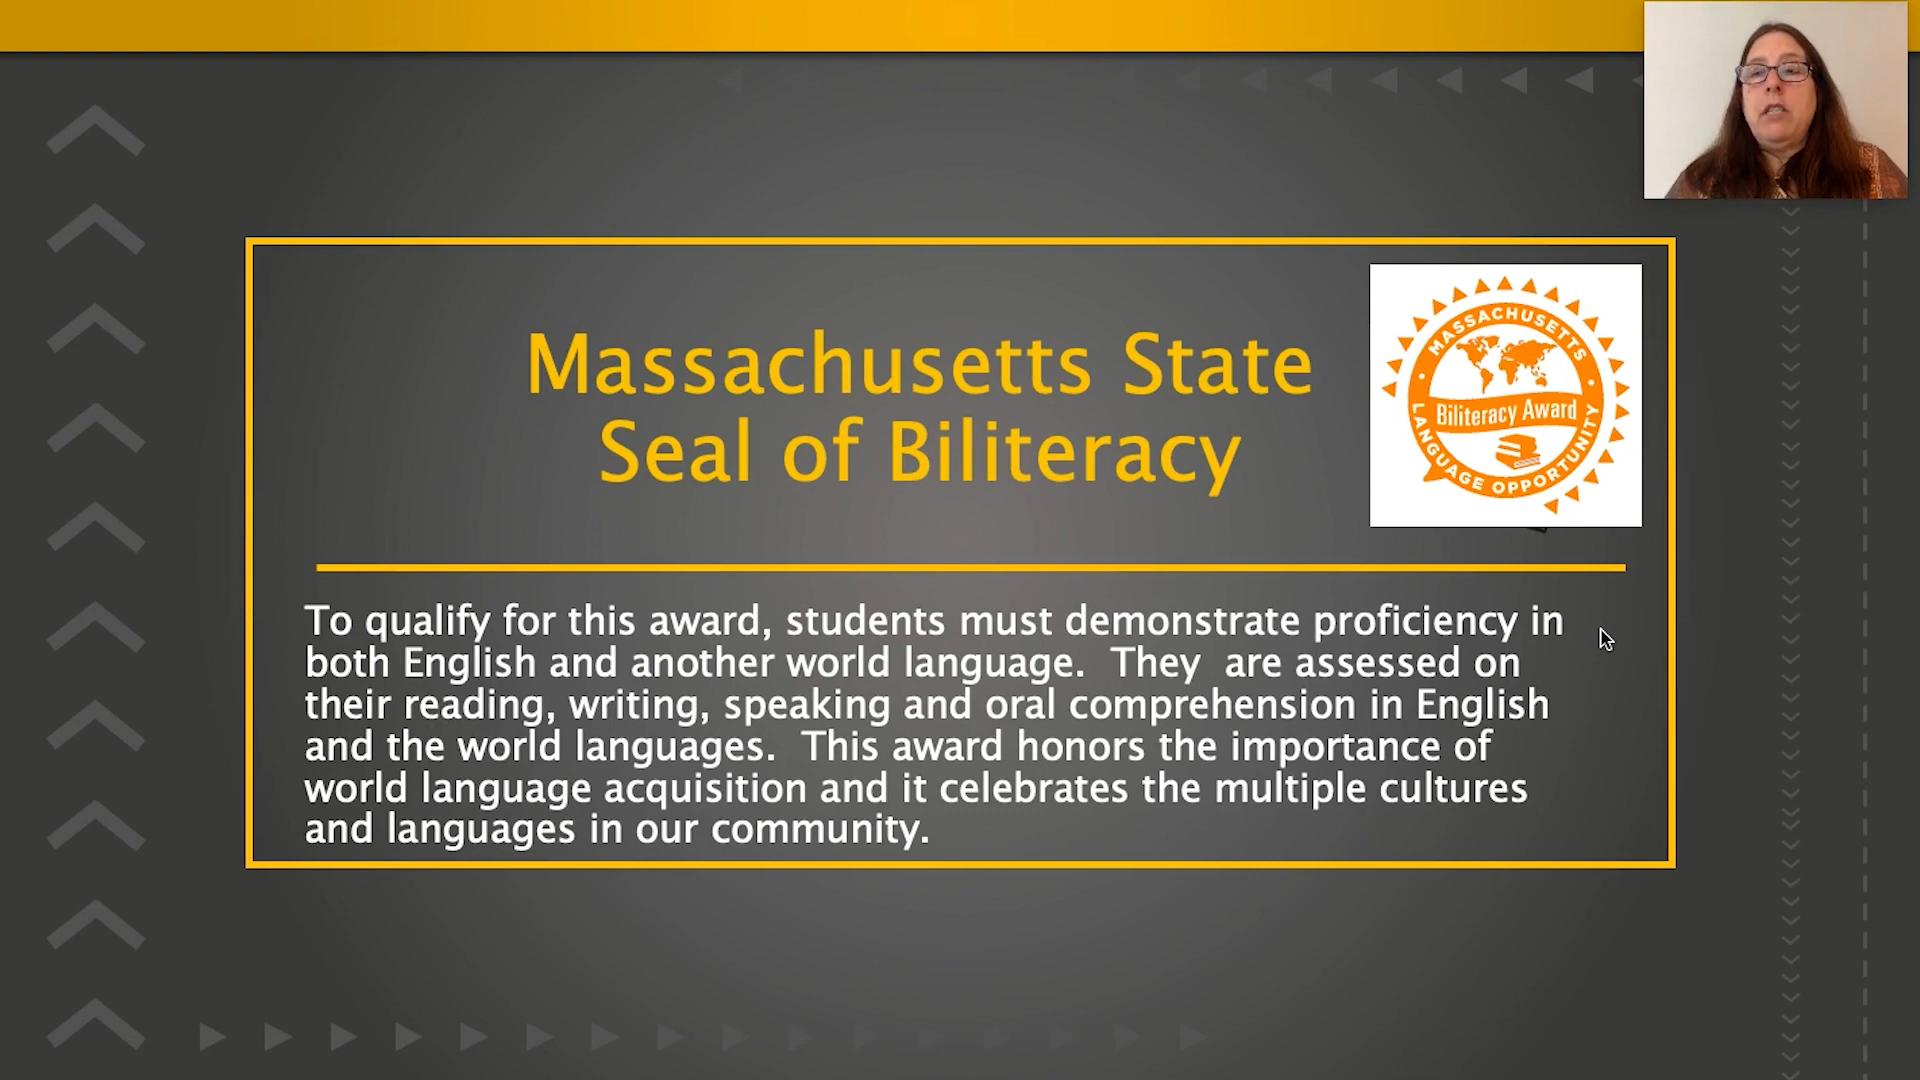 Massachusetts State
Seal of Biliteracy
MASSACHUSETTS
Biliteracy Award
LANGUAGE OPPORTUNITY
To qualify for this award, students must demonstrate proficiency in
both English and another world language.  They  are assessed on
their reading, writing, speaking and oral comprehension in English
and the world languages.  This award honors the importance of
world language acquisition and it celebrates the multiple cultures
and languages in our community.